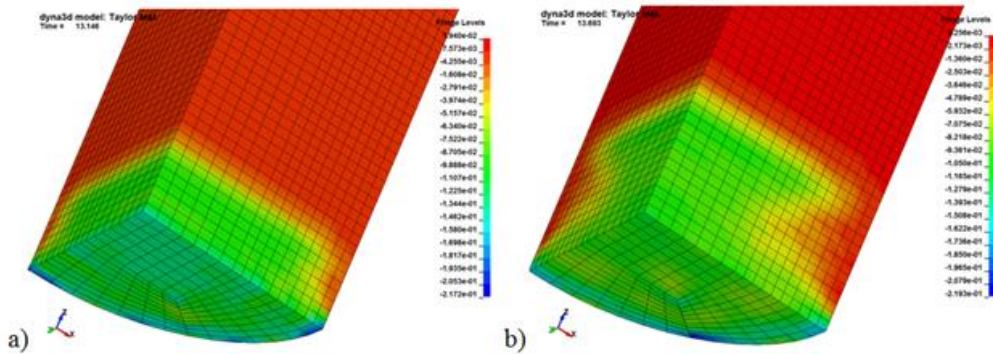 dyna3d model: Taylor
Time = 13.146
Fringe Levels
-7.573e-03
-4.255e-03
-1.608e-02
-2.791e-02
-3.974e-02
-5.157e-02
-6.340e-02
-7.522e-02
-8.705e-02
-9.888e-02
-1.107e-01
-1.225e-01
-1.344e-01
-1.462e-01
-1.580e-01
-1.698e-01
-1.817e-01
-1.935e-01
-2.053e-01
-2.172e-01
Z
Y
X
a)
dyna3d model: Taylor
Time = 13.693
Levels
-1.360e-02
-2.503e-02
-3.646e-02
-4.789e-02
-5.932e-02
-7.075e-02
-8.218e-02
-9.361e-02
-1.050e-01
-1.165e-01
-1.279e-01
-1.393e-01
-1.508e-01
-1.622e-01
-1.736e-01
-1.850e-01
-1.965e-01
-2.079e-01
-2.193e-01
Z
Y
X
b)